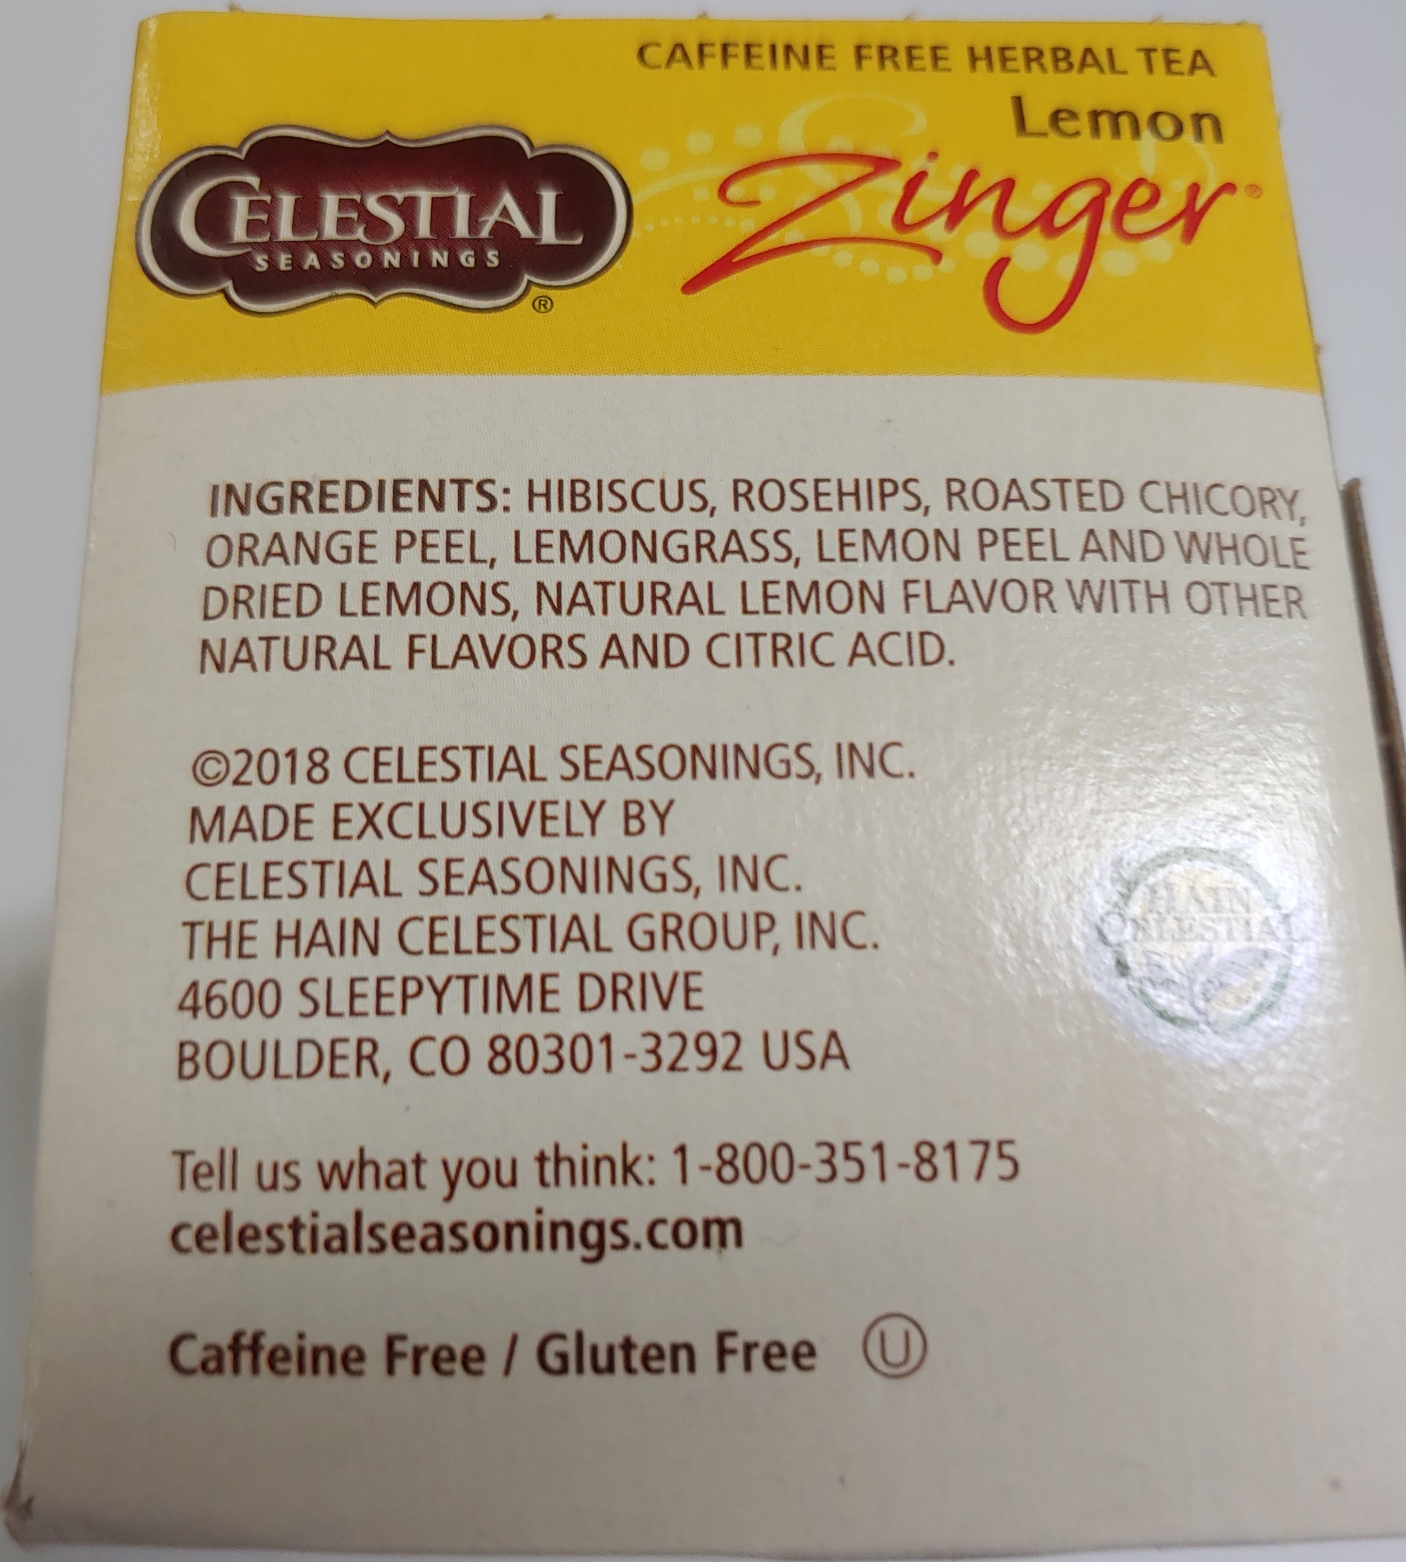 CAFFEINE FREE HERBAL TEA
Lemon
Zinger®
CELESTIAL
SEASONINGS
®
INGREDIENTS: HIBISCUS, ROSEHIPS, ROASTED CHICORY,
ORANGE PEEL, LEMONGRASS, LEMON PEEL AND WHOLE
DRIED LEMONS, NATURAL LEMON FLAVOR WITH OTHER
NATURAL FLAVORS AND CITRIC ACID.
©2018 CELESTIAL SEASONINGS, INC.
MADE EXCLUSIVELY BY
CELESTIAL SEASONINGS, INC.
THE HAIN CELESTIAL GROUP, INC.
4600 SLEEPYTIME DRIVE
BOULDER, CO 80301-3292 USA
HAIN
CELESTIAL
Tell us what you think: 1-800-351-8175
celestialseasonings.com
Caffeine Free / Gluten Free Ⓤ